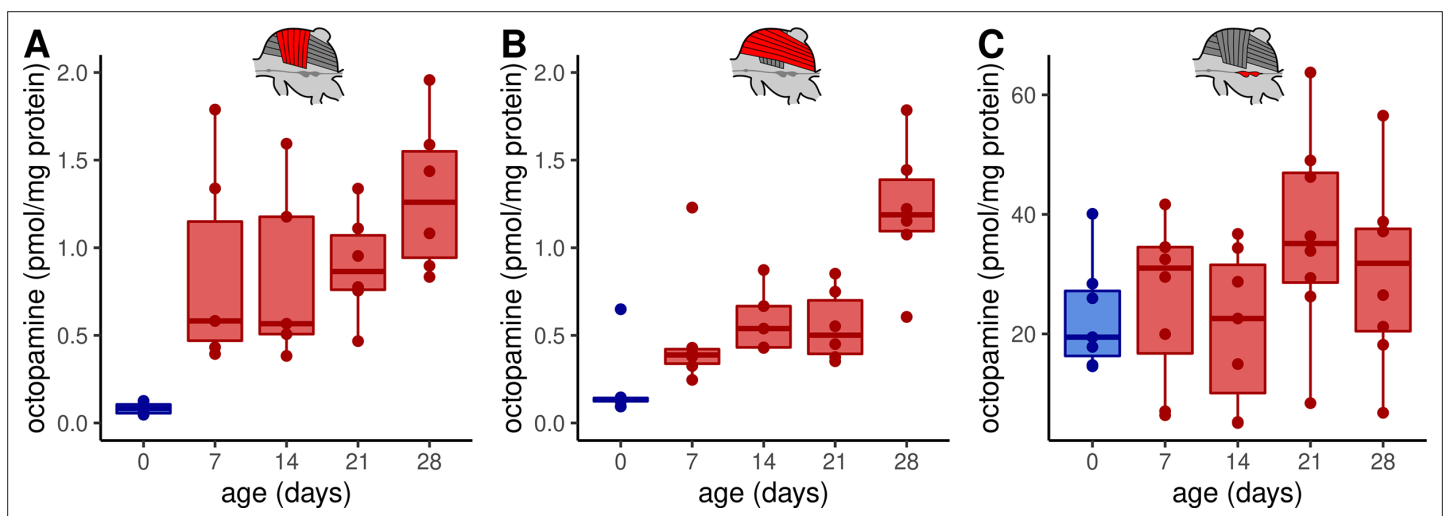 A
octopamine (pmol/mg protein)
2.0
1.5
1.0
0.5
0.0
0 7 14 21 28
age (days)
B
octopamine (pmol/mg protein)
2.0
1.5
1.0
0.5
0.0
0 7 14 21 28
age (days)
C
octopamine (pmol/mg protein)
60
40
20
0 7 14 21 28
age (days)